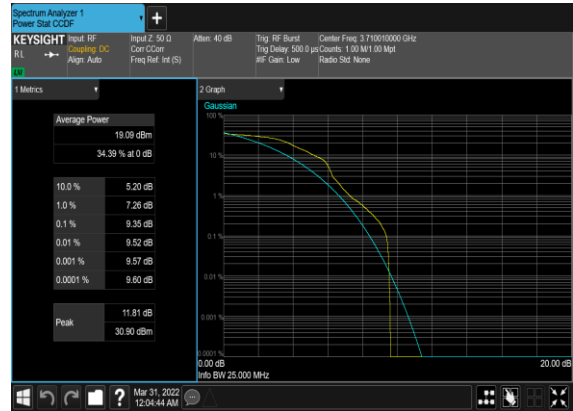 Spectrum Analyzer 1
Power Stat CCDF
KEYSIGHT
RL
Input: RF
Coupling: DC
Align: Auto
Input Z: 50 Ω
Corr CCorr
Freq Ref: Int (S)
Atten: 40 dB
Trig: RF Burst
Trig Delay: 500.0 µs
#IF Gain: Low
Center Freq: 3.710010000 GHz
Counts: 1.00 M/1.00 Mpt
Radio Std: None
1 Metrics
Average Power
19.09 dBm
34.39 % at 0 dB
10.0 % 5.20 dB
1.0 % 7.26 dB
0.1 % 9.35 dB
0.01 % 9.52 dB
0.001 % 9.57 dB
0.0001 % 9.60 dB
Peak
11.81 dB
30.90 dBm
2 Graph
Gaussian
100 %
10 %
1 %
0.1 %
0.01 %
0.001 %
0.0001 %
0.00 dB
20.00 dB
Info BW 25.000 MHz
?
Mar 31, 2022
12:04:44 AM